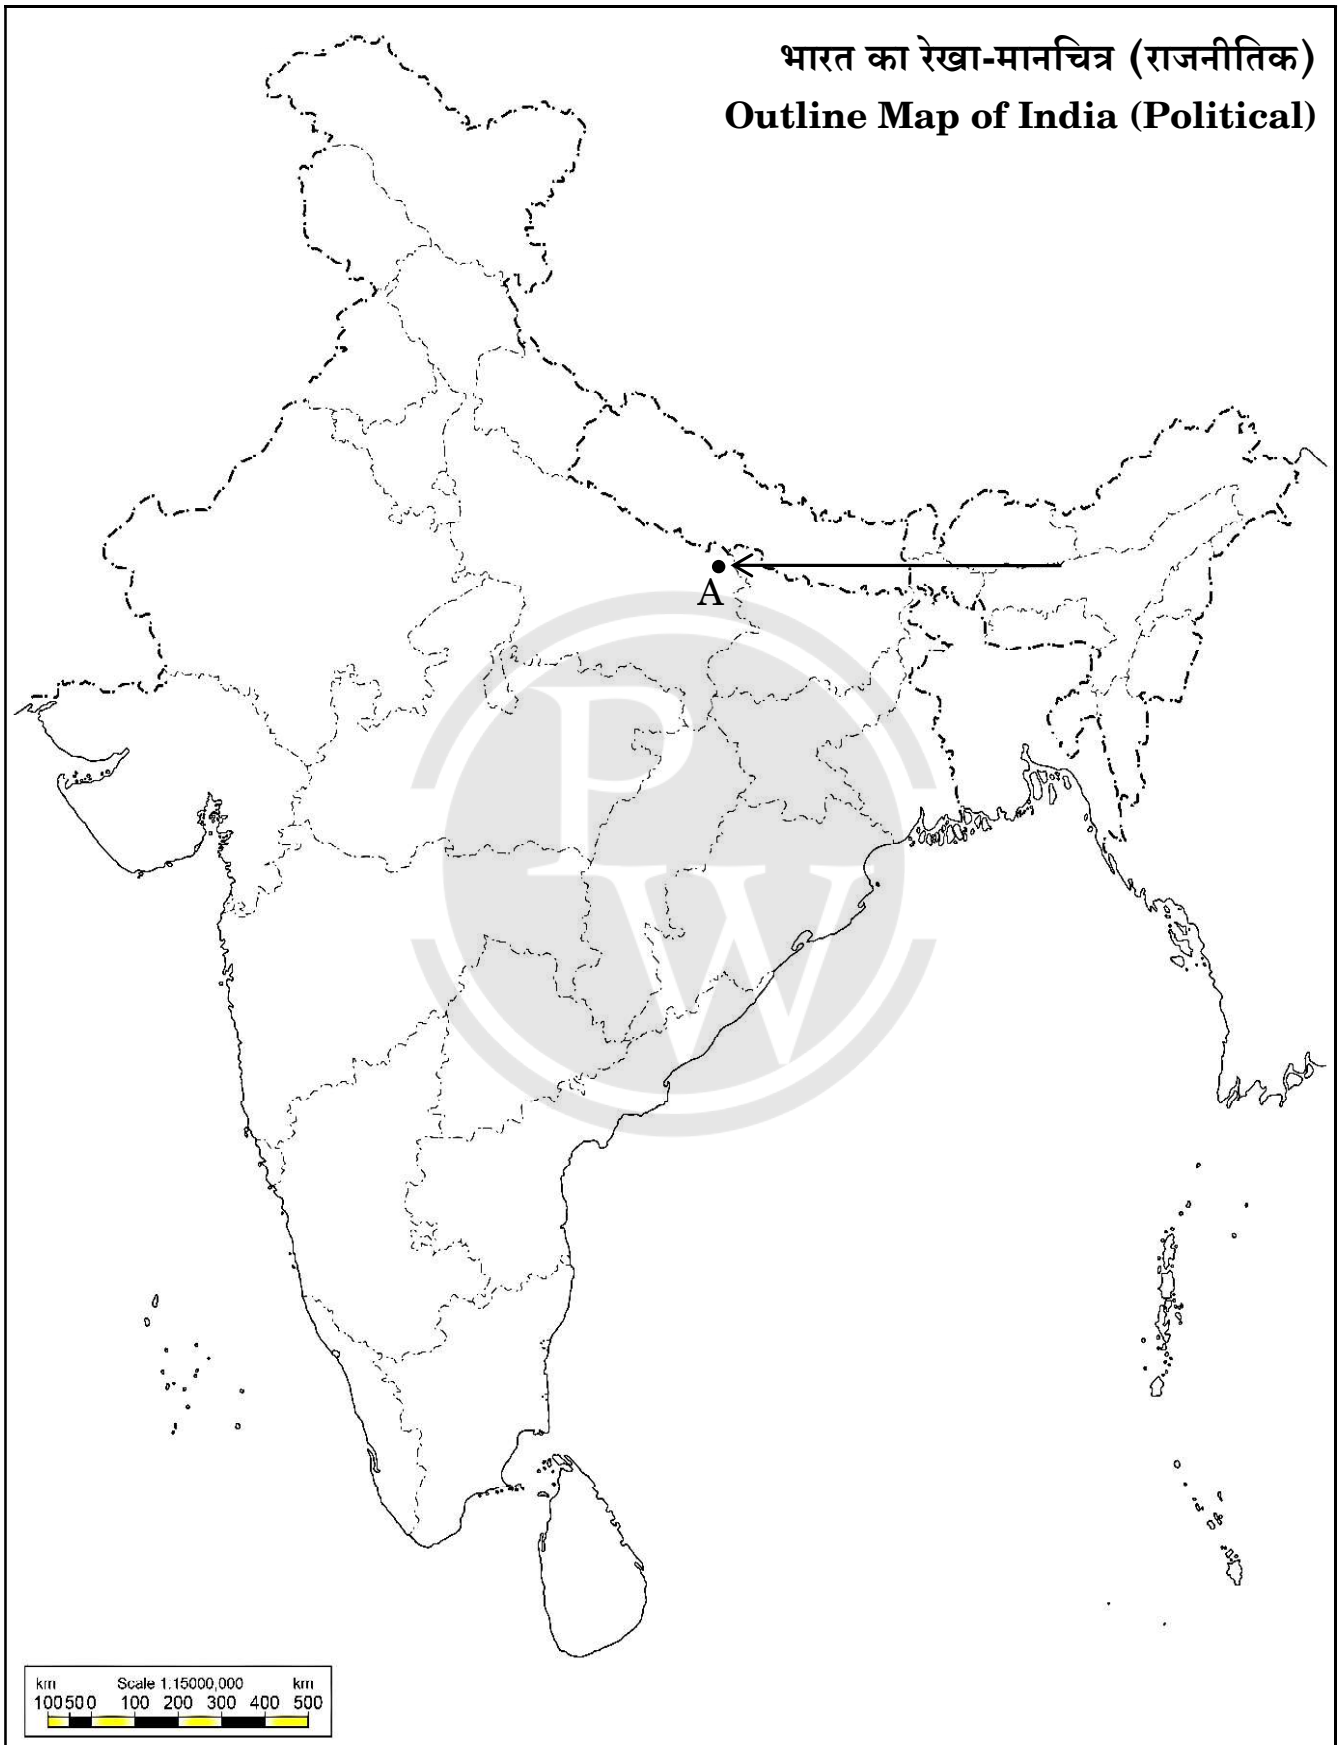 भारत का रेखा-मानचित्र (राजनीतिक)
Outline Map of India (Political)
A
P
W
km Scale 1:15000,000 km
100 50 0 100 200 300 400 500